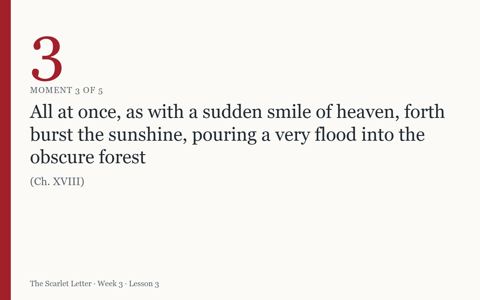 3
MOMENT 3 OF 5
All at once, as with a sudden smile of heaven, forth
burst the sunshine, pouring a very flood into the
obscure forest
(Ch. XVIII)
The Scarlet Letter · Week 3 · Lesson 3